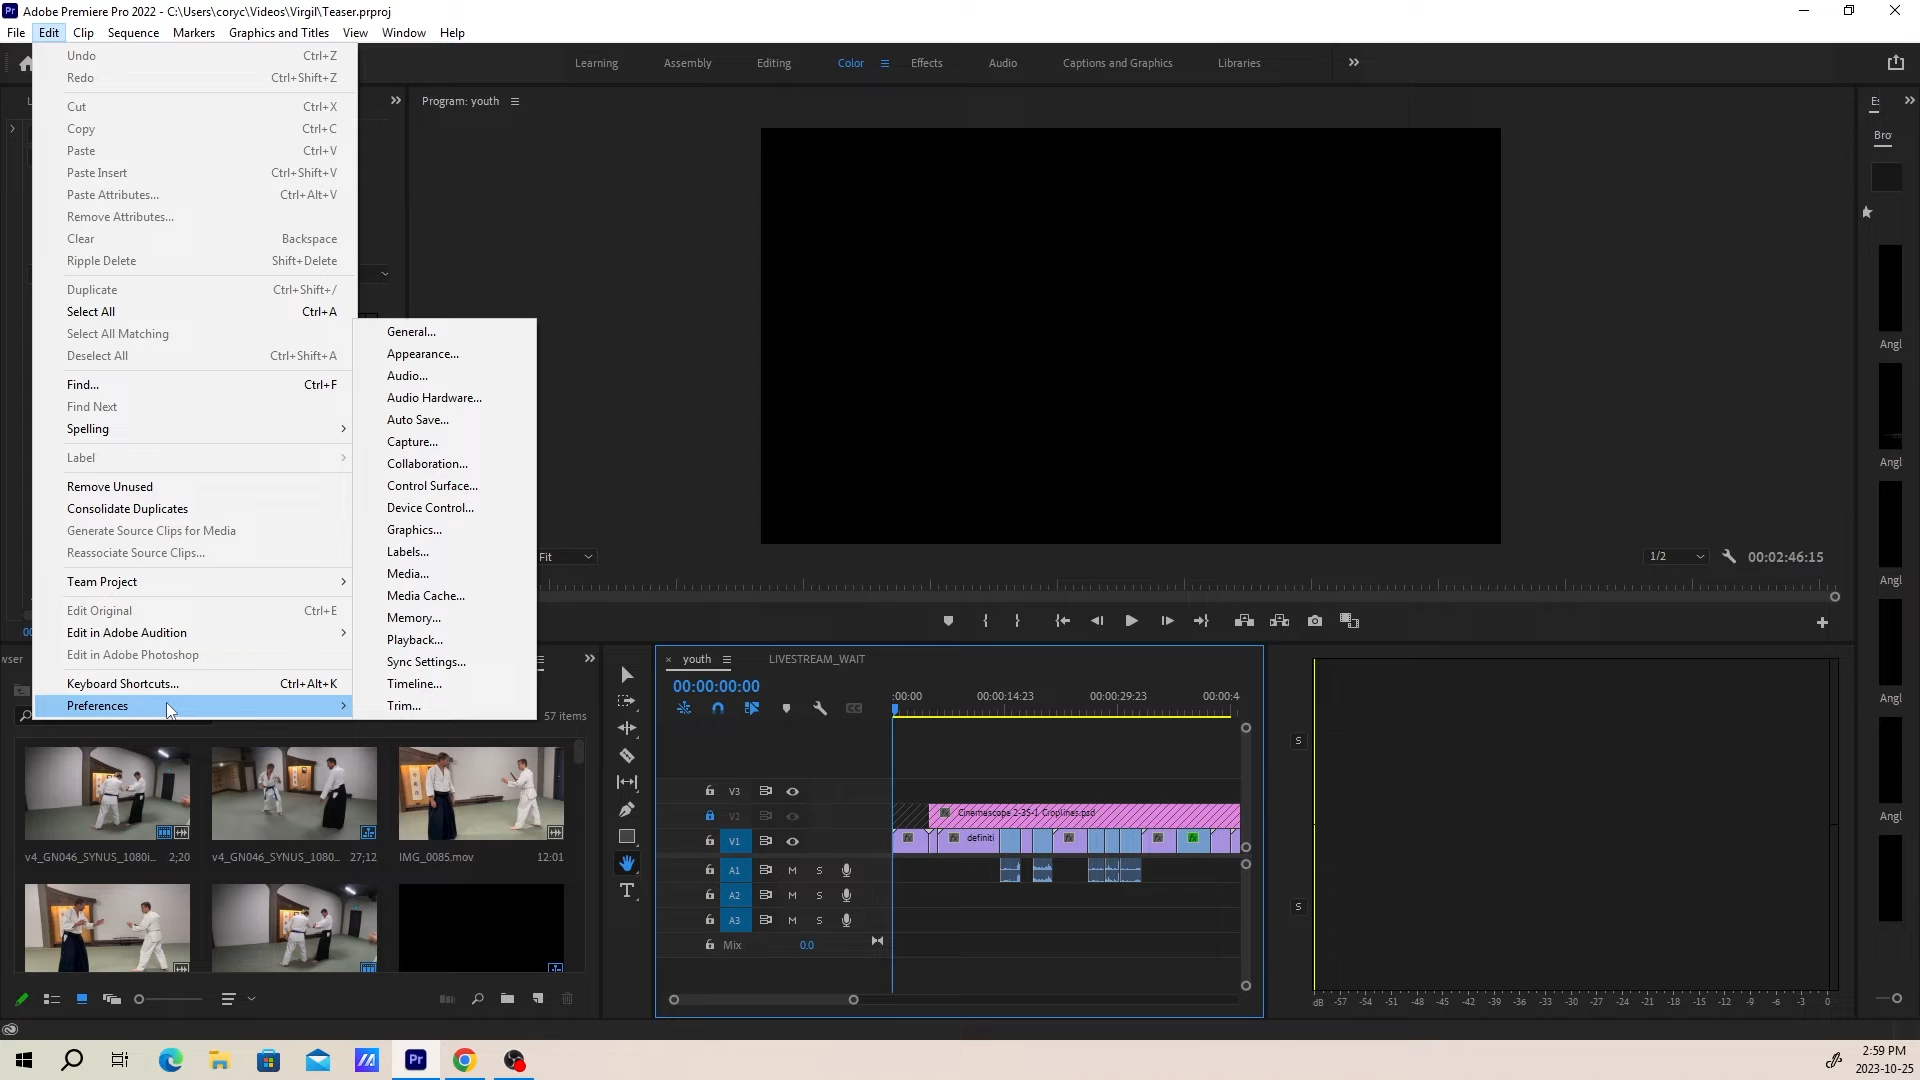 Adobe Premiere Pro 2022 - C:\Users\coryc\Videos\Virgil\Teaser.prproj
File Edit Clip Sequence Markers Graphics and Titles View Window Help
Learning Assembly Editing Color Effects Audio Captions and Graphics Libraries
Undo Ctrl+Z
Redo Ctrl+Shift+Z
Cut Ctrl+X
Copy Ctrl+C
Paste Ctrl+V
Paste Insert Ctrl+Shift+V
Paste Attributes... Ctrl+Alt+V
Remove Attributes...
Clear Backspace
Ripple Delete Shift+Delete
Duplicate Ctrl+Shift+/
Select All Ctrl+A
Select All Matching
Deselect All Ctrl+Shift+A
Find... Ctrl+F
Find Next
Spelling
Label
Remove Unused
Consolidate Duplicates
Generate Source Clips for Media
Reassociate Source Clips...
Team Project
Edit Original Ctrl+E
Edit in Adobe Audition
Edit in Adobe Photoshop
Keyboard Shortcuts... Ctrl+Alt+K
Preferences
General...
Appearance...
Audio...
Audio Hardware...
Auto Save...
Capture...
Collaboration...
Control Surface...
Device Control...
Graphics...
Labels...
Media...
Media Cache...
Memory...
Playback...
Sync Settings...
Timeline...
Trim...
Program: youth
Fit 1/2 00:02:46:15
Bro
Angl
Angl
Angl
Angl
Angl
00
wser
57 items
v4_GN046_SYNUS_1080i... 2;20
v4_GN046_SYNUS_1080... 27;12
IMG_0085.mov 12:01
youth LIVESTREAM_WAIT
00:00:00:00
:00:00 00:00:14:23 00:00:29:23 00:00:4
V3
V2 Cinemascope 2-35-1 Croplines.psd
V1 fx fx definiti fx fx fx
A1 M S
A2 M S
A3 M S
Mix 0.0
S
S
dB -57 -54 -51 -48 -45 -42 -39 -36 -33 -30 -27 -24 -21 -18 -15 -12 -9 -6 -3 0
Pr
2:59 PM
2023-10-25